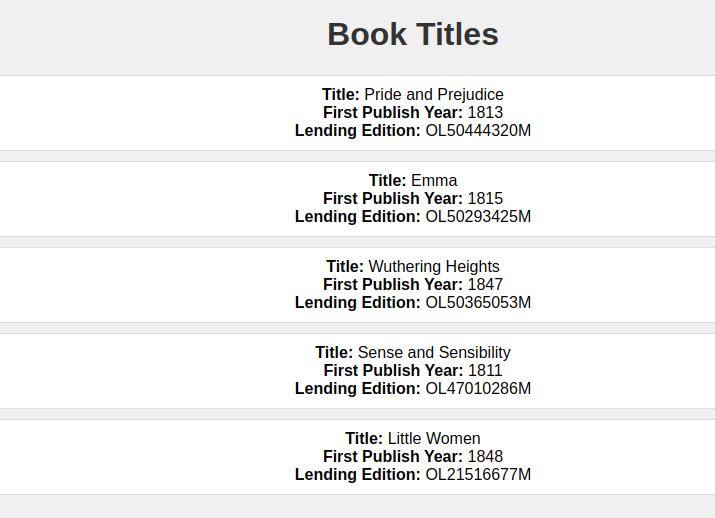 Book Titles
Title: Pride and Prejudice
First Publish Year: 1813
Lending Edition: OL50444320M
Title: Emma
First Publish Year: 1815
Lending Edition: OL50293425M
Title: Wuthering Heights
First Publish Year: 1847
Lending Edition: OL50365053M
Title: Sense and Sensibility
First Publish Year: 1811
Lending Edition: OL47010286M
Title: Little Women
First Publish Year: 1848
Lending Edition: OL21516677M